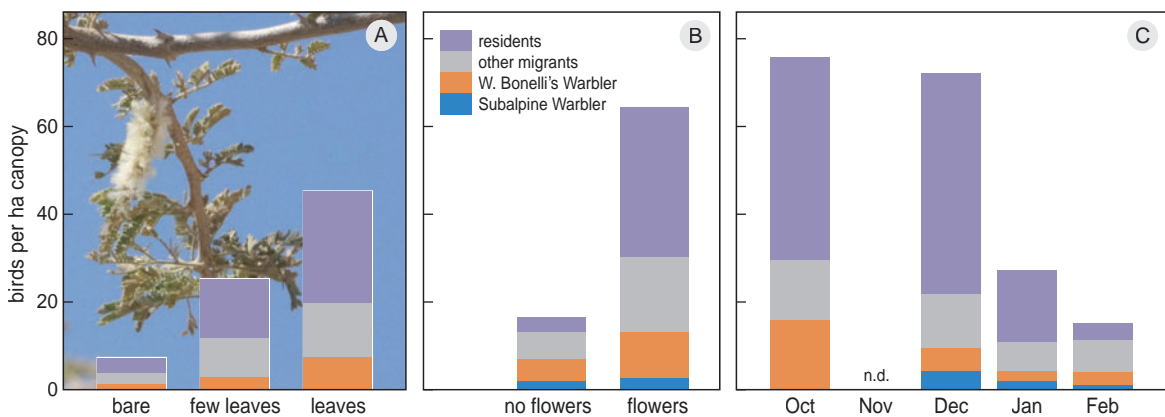 80
60
40
20
0
birds per ha canopy
A
bare
few leaves
leaves
B
residents
other migrants
W. Bonelli's Warbler
Subalpine Warbler
no flowers
flowers
C
n.d.
Oct
Nov
Dec
Jan
Feb